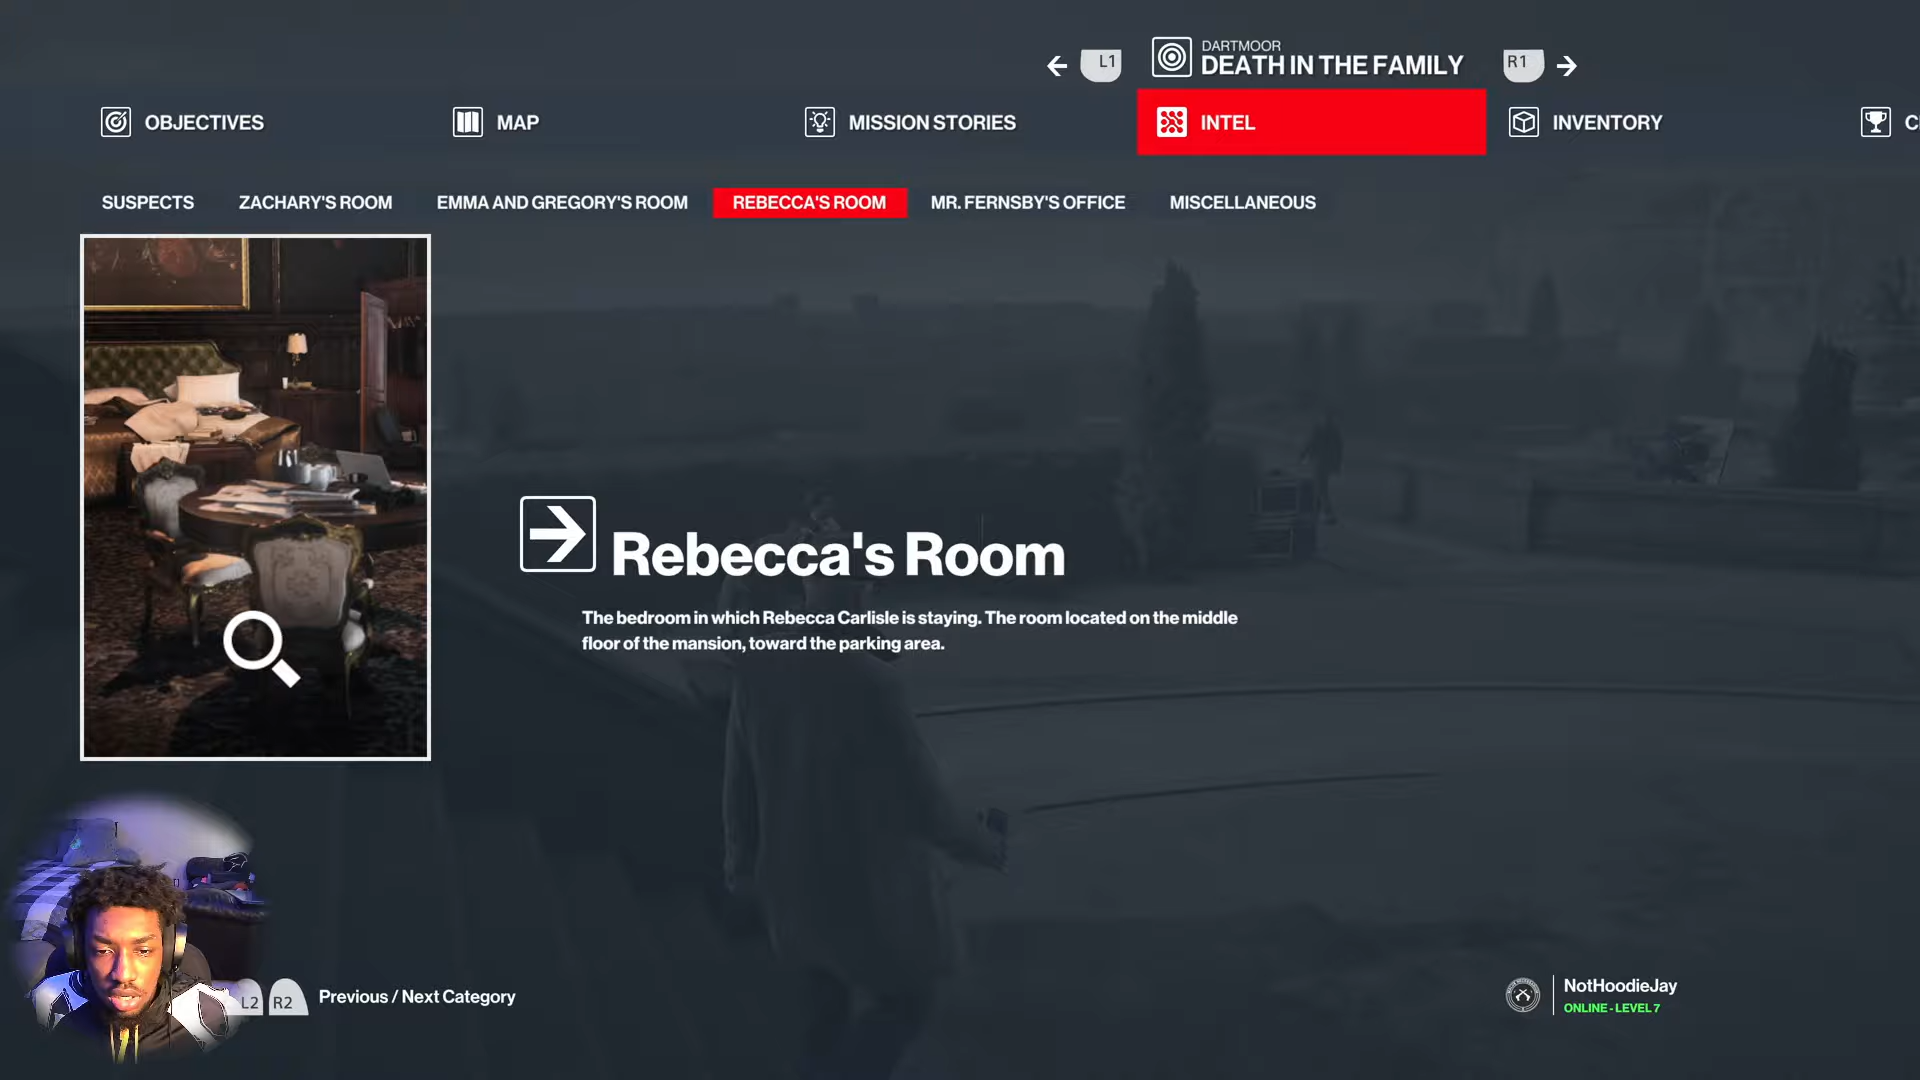 L1
DARTMOOR
DEATH IN THE FAMILY
R1
OBJECTIVES
MAP
MISSION STORIES
INTEL
INVENTORY
C
SUSPECTS
ZACHARY'S ROOM
EMMA AND GREGORY'S ROOM
REBECCA'S ROOM
MR. FERNSBY'S OFFICE
MISCELLANEOUS
Rebecca's Room
The bedroom in which Rebecca Carlisle is staying. The room located on the middle
floor of the mansion, toward the parking area.
L2
R2
Previous / Next Category
NotHoodieJay
ONLINE - LEVEL 7